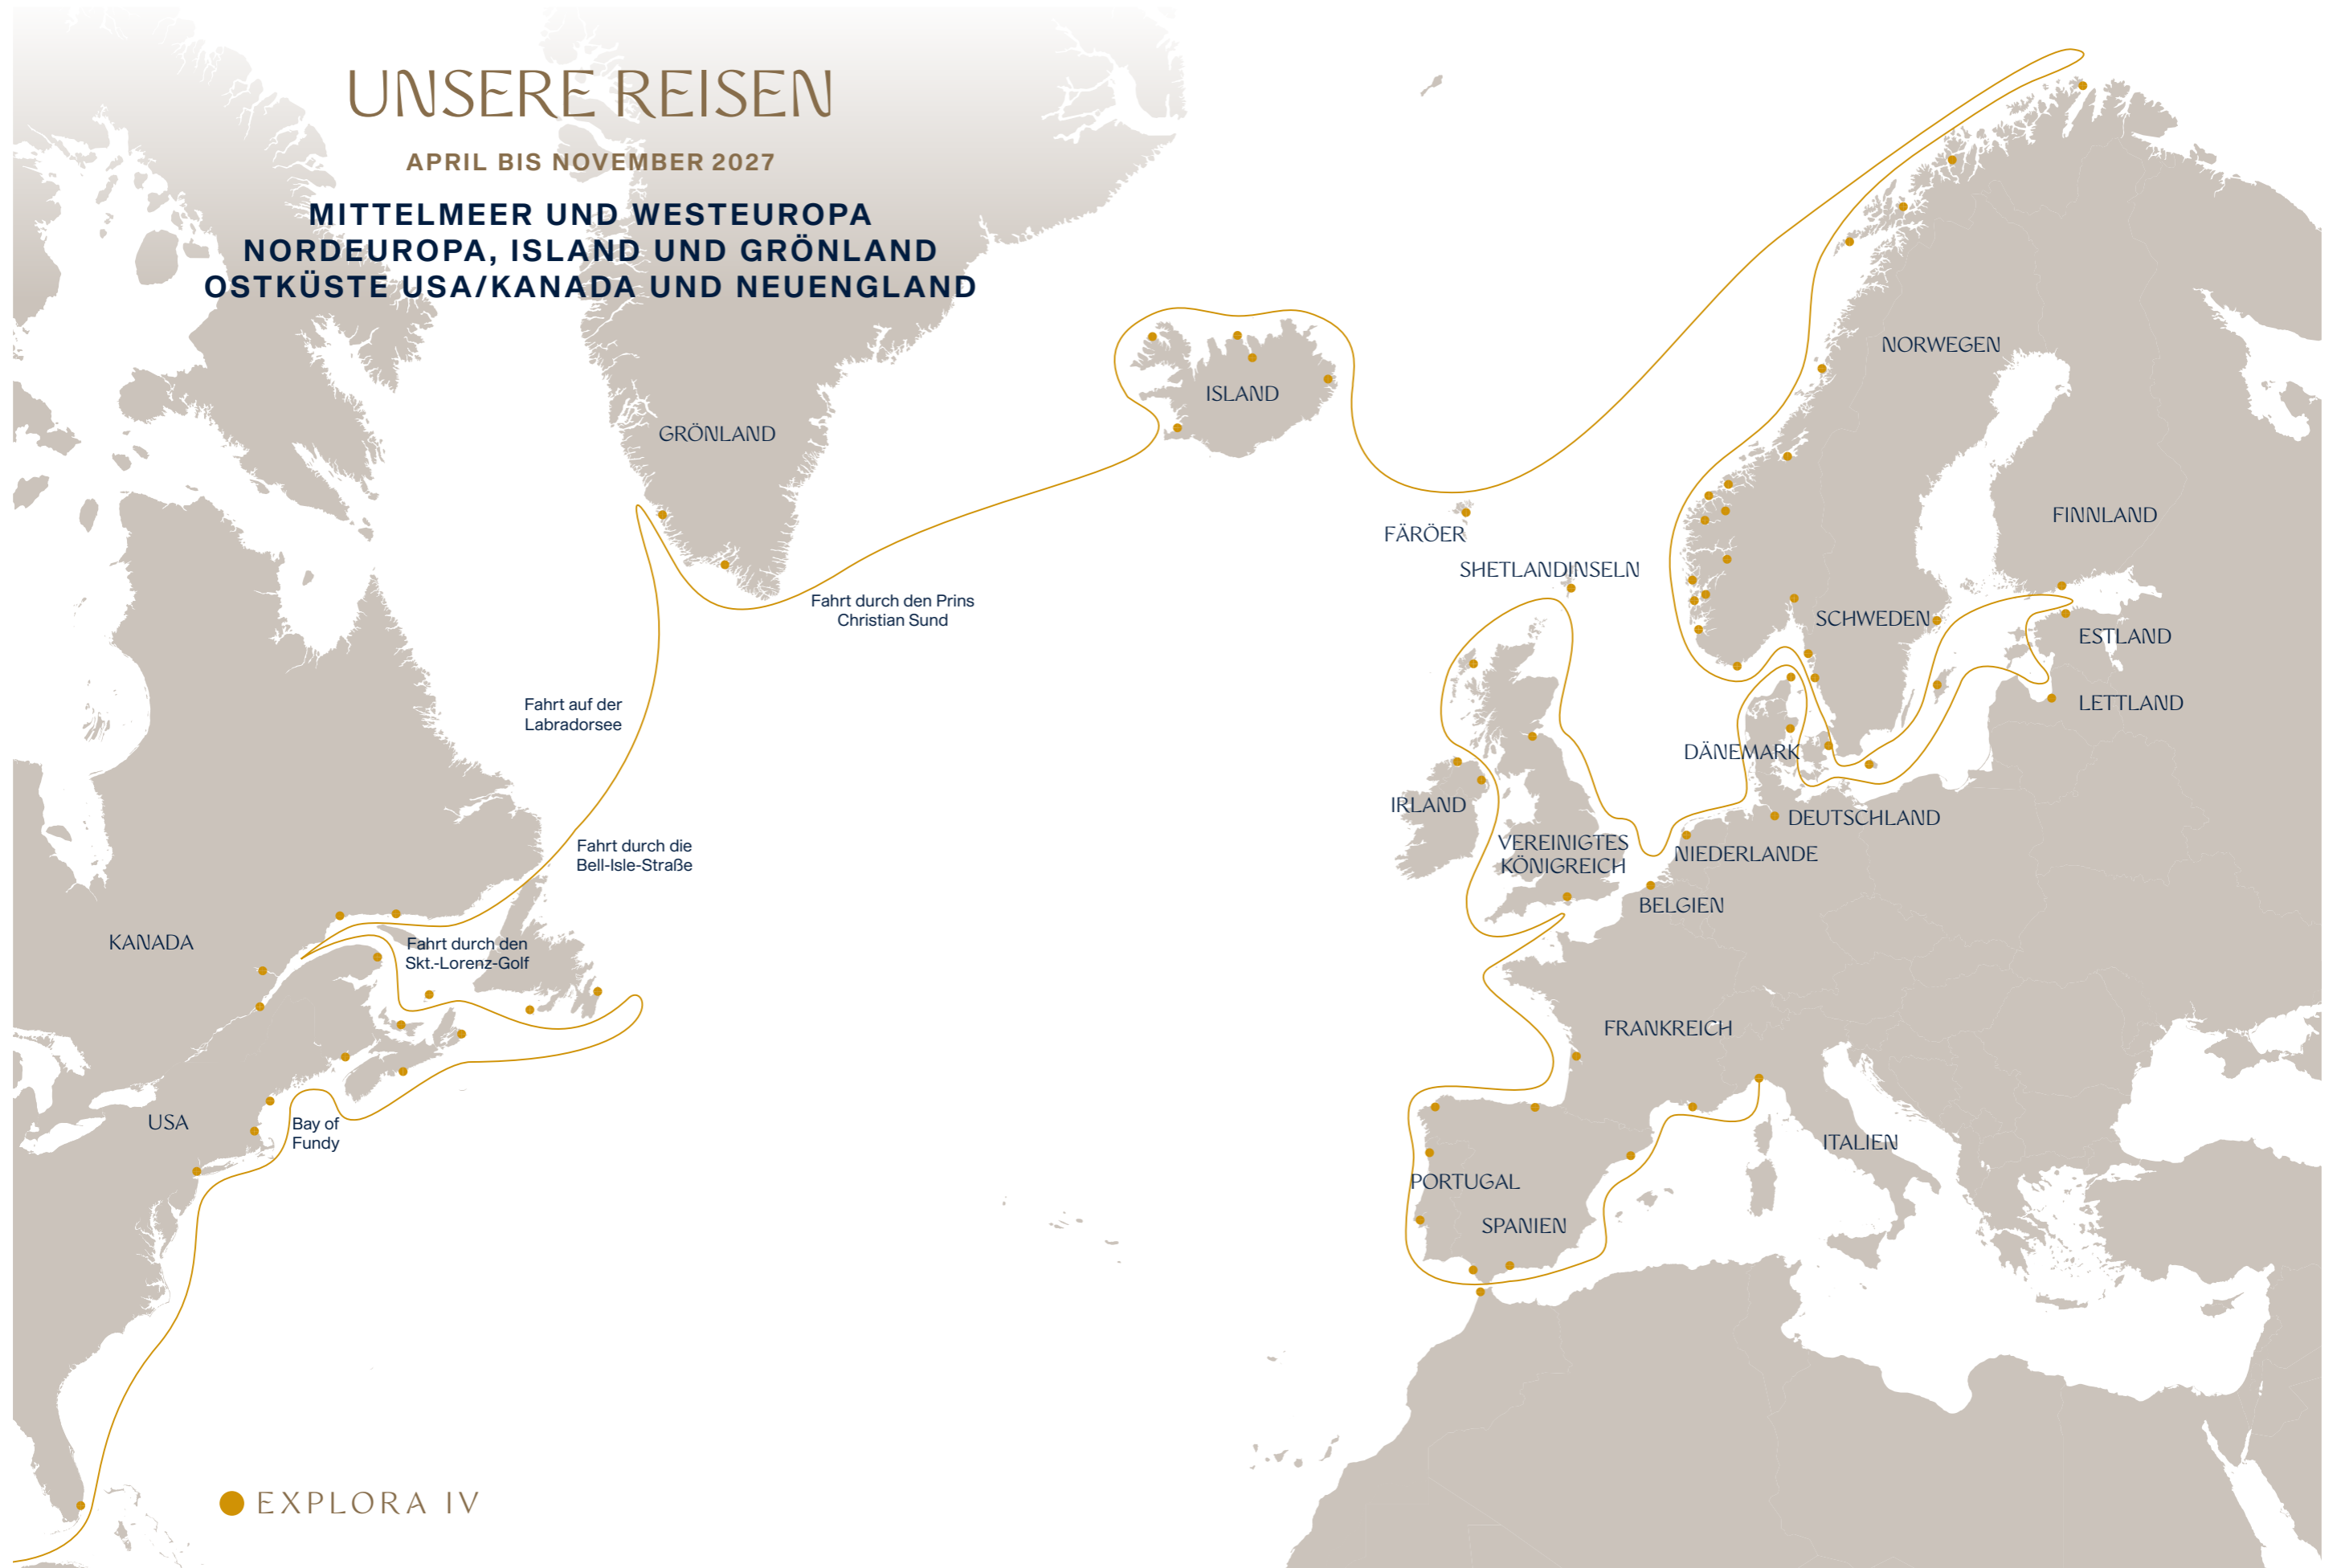 UNSERE REISEN
APRIL BIS NOVEMBER 2027
MITTELMEER UND WESTEUROPA
NORDEUROPA, ISLAND UND GRÖNLAND
OSTKÜSTE USA/KANADA UND NEUENGLAND
NORWEGEN
ISLAND
GRÖNLAND
FINNLAND
FÄRÖER
SHETLANDINSELN
Fahrt durch den Prins
Christian Sund
SCHWEDEN
ESTLAND
LETTLAND
Fahrt auf der
Labradorsee
DÄNEMARK
IRLAND
DEUTSCHLAND
VEREINIGTES
KÖNIGREICH
NIEDERLANDE
Fahrt durch die
Bell-Isle-Straße
BELGIEN
KANADA
Fahrt durch den
Skt.-Lorenz-Golf
FRANKREICH
USA
Bay of
Fundy
ITALIEN
PORTUGAL
SPANIEN
EXPLORA IV